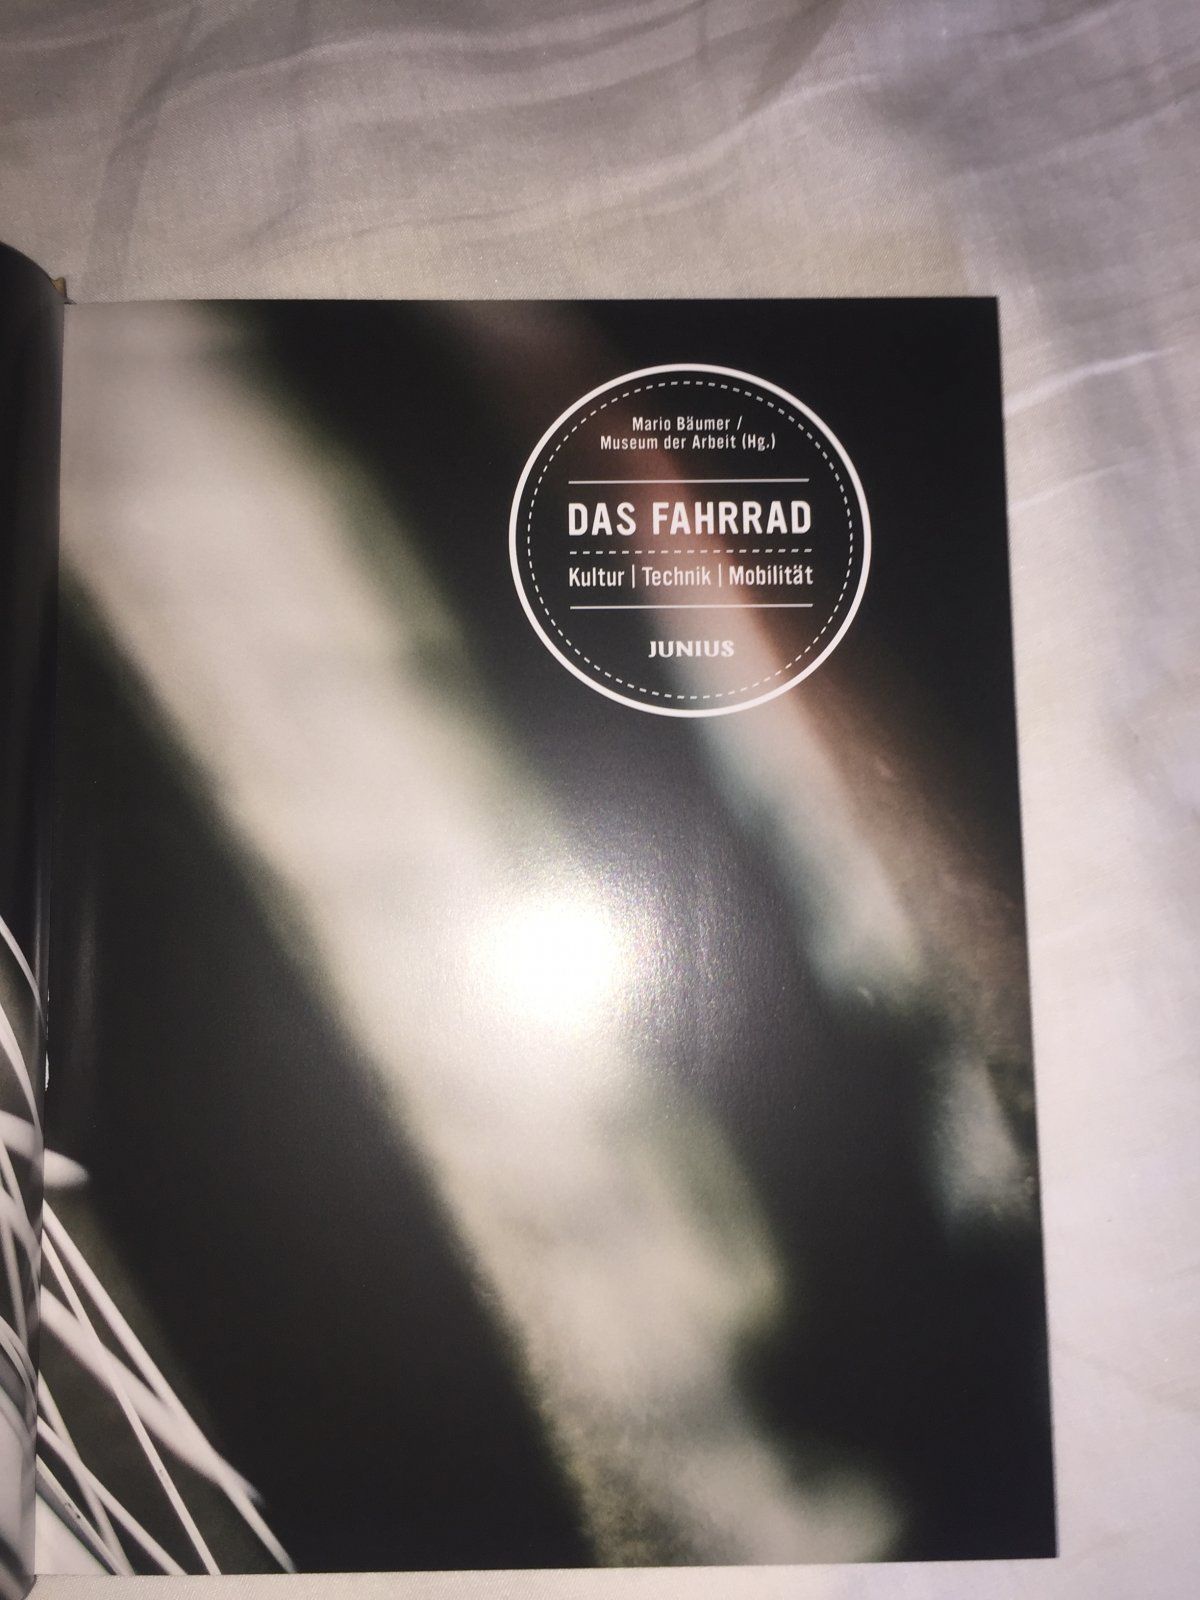 Mario Bäumer /
Museum der Arbeit (Hg.)
DAS FAHRRAD
Kultur | Technik | Mobilität
JUNIUS